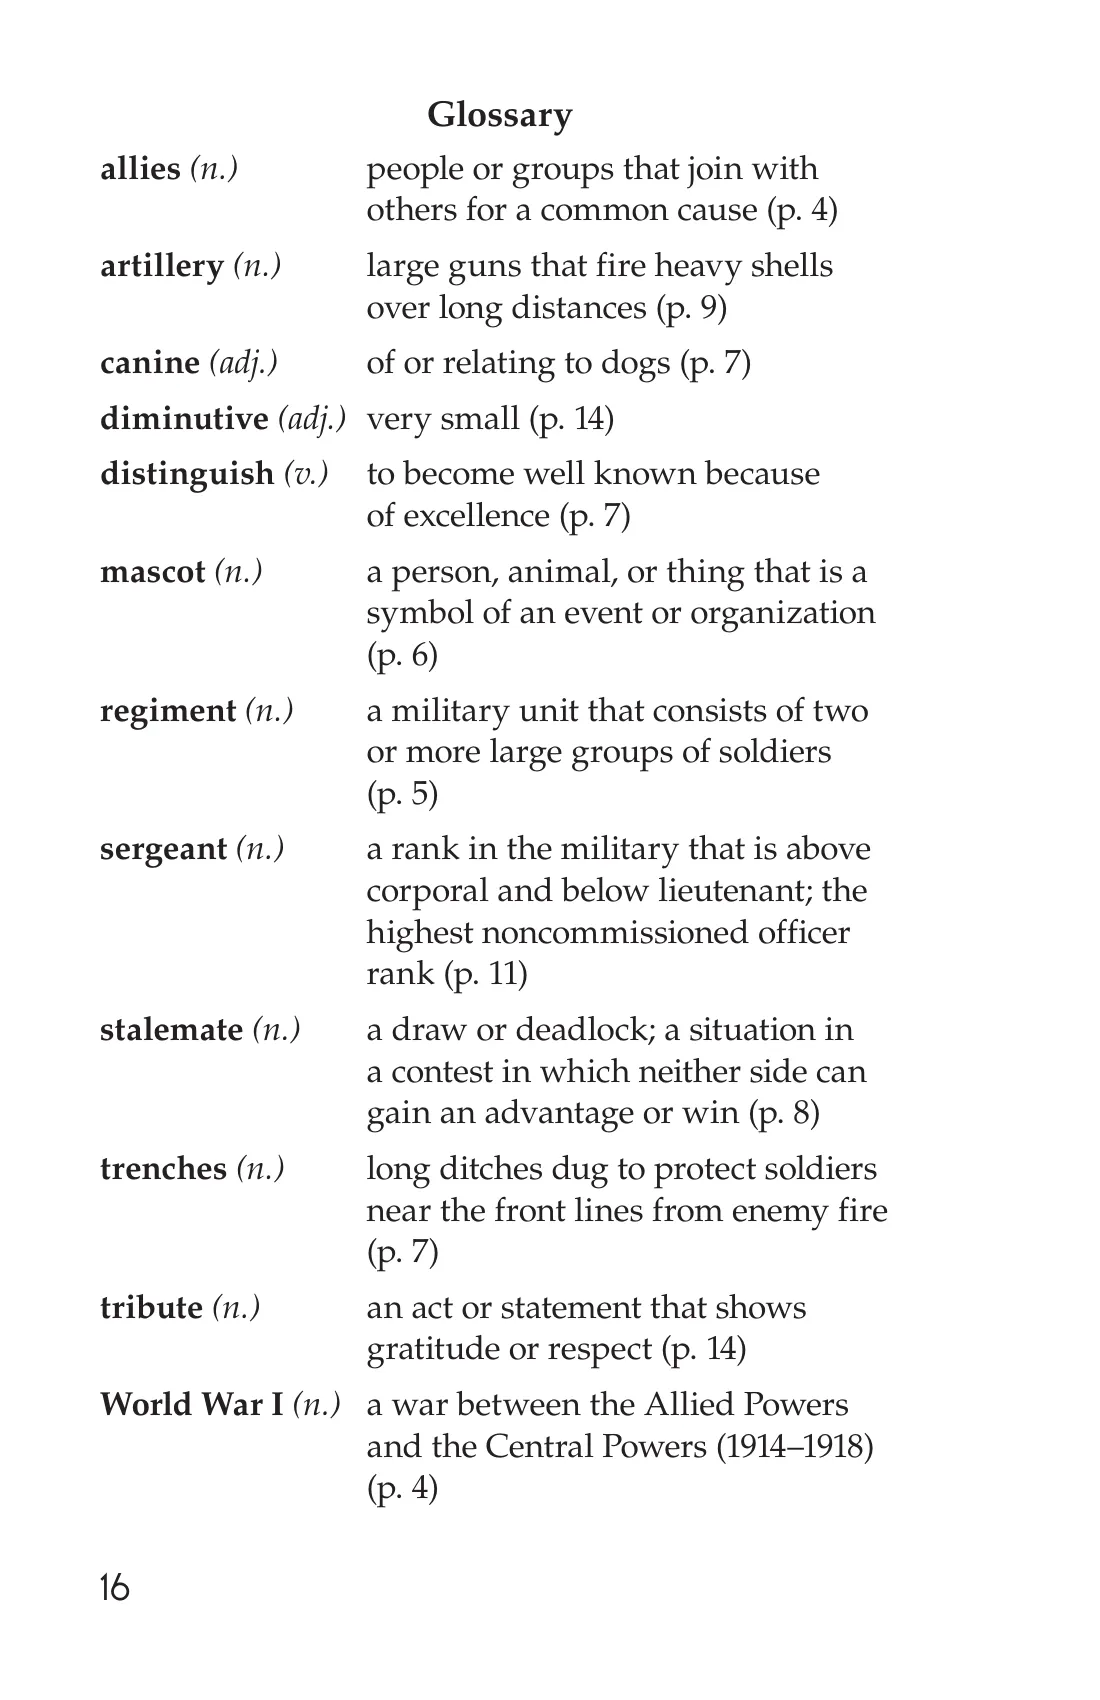 Glossary
allies (n.) people or groups that join with
others for a common cause (p. 4)
artillery (n.) large guns that fire heavy shells
over long distances (p. 9)
canine (adj.) of or relating to dogs (p. 7)
diminutive (adj.) very small (p. 14)
distinguish (v.) to become well known because
of excellence (p. 7)
mascot (n.) a person, animal, or thing that is a
symbol of an event or organization
(p. 6)
regiment (n.) a military unit that consists of two
or more large groups of soldiers
(p. 5)
sergeant (n.) a rank in the military that is above
corporal and below lieutenant; the
highest noncommissioned officer
rank (p. 11)
stalemate (n.) a draw or deadlock; a situation in
a contest in which neither side can
gain an advantage or win (p. 8)
trenches (n.) long ditches dug to protect soldiers
near the front lines from enemy fire
(p. 7)
tribute (n.) an act or statement that shows
gratitude or respect (p. 14)
World War I (n.) a war between the Allied Powers
and the Central Powers (1914–1918)
(p. 4)
16